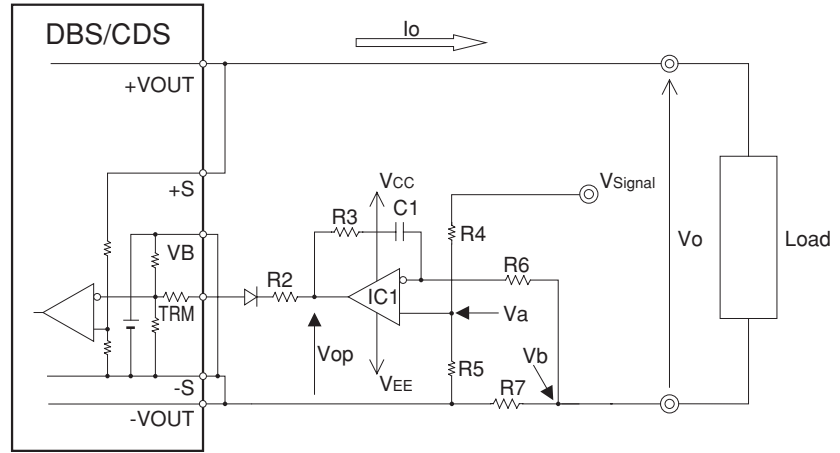 DBS/CDS
Io
+VOUT
+S
VCC
C1
VSignal
R3
R4
VB
R2
R6
Vo
Load
IC1
TRM
Va
Vop
R5
Vb
VEE
R7
-S
-VOUT